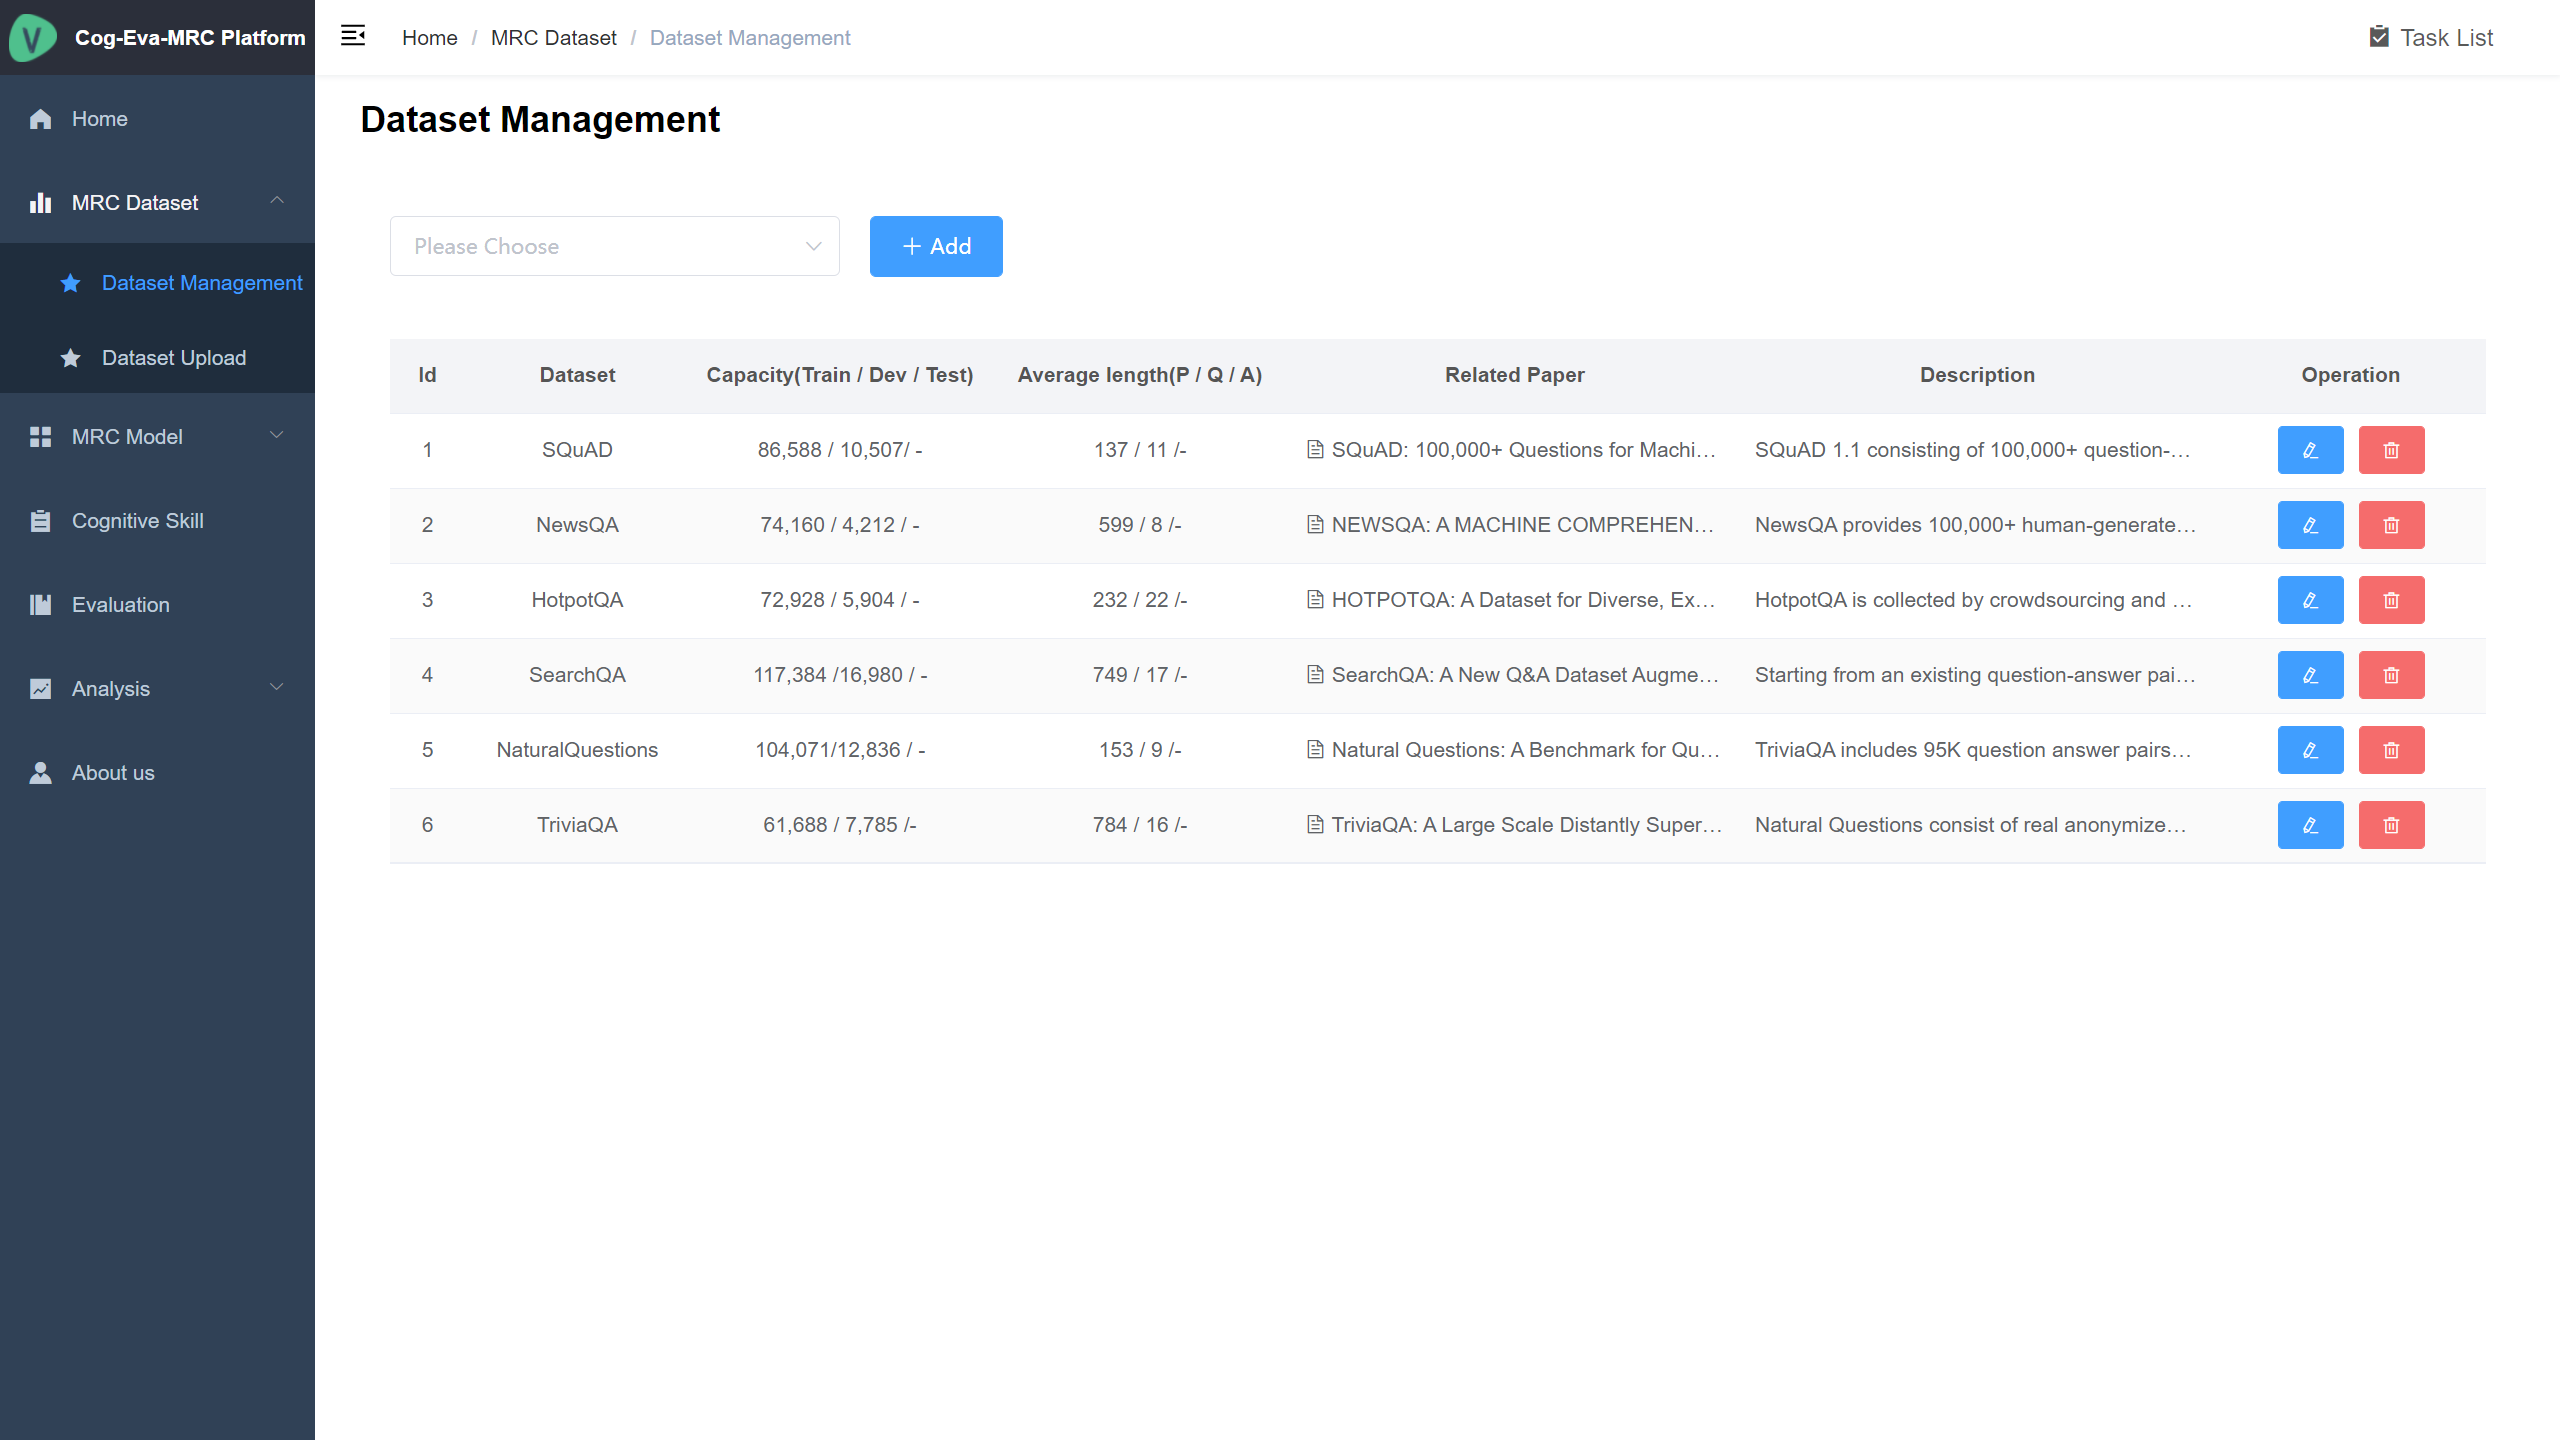 Cog-Eva-MRC Platform
Home / MRC Dataset / Dataset Management
Task List
Home
MRC Dataset
Dataset Management
Dataset Upload
MRC Model
Cognitive Skill
Evaluation
Analysis
About us
Dataset Management
Please Choose
Add
Id Dataset Capacity(Train / Dev / Test) Average length(P / Q / A) Related Paper Description Operation
1 SQuAD 86,588 / 10,507/ - 137 / 11 /- SQuAD: 100,000+ Questions for Machi... SQuAD 1.1 consisting of 100,000+ question-...
2 NewsQA 74,160 / 4,212 / - 599 / 8 /- NEWSQA: A MACHINE COMPREHEN... NewsQA provides 100,000+ human-generate...
3 HotpotQA 72,928 / 5,904 / - 232 / 22 /- HOTPOTQA: A Dataset for Diverse, Ex... HotpotQA is collected by crowdsourcing and ...
4 SearchQA 117,384 /16,980 / - 749 / 17 /- SearchQA: A New Q&A Dataset Augme... Starting from an existing question-answer pai...
5 NaturalQuestions 104,071/12,836 / - 153 / 9 /- Natural Questions: A Benchmark for Qu... TriviaQA includes 95K question answer pairs...
6 TriviaQA 61,688 / 7,785 /- 784 / 16 /- TriviaQA: A Large Scale Distantly Super... Natural Questions consist of real anonymize...